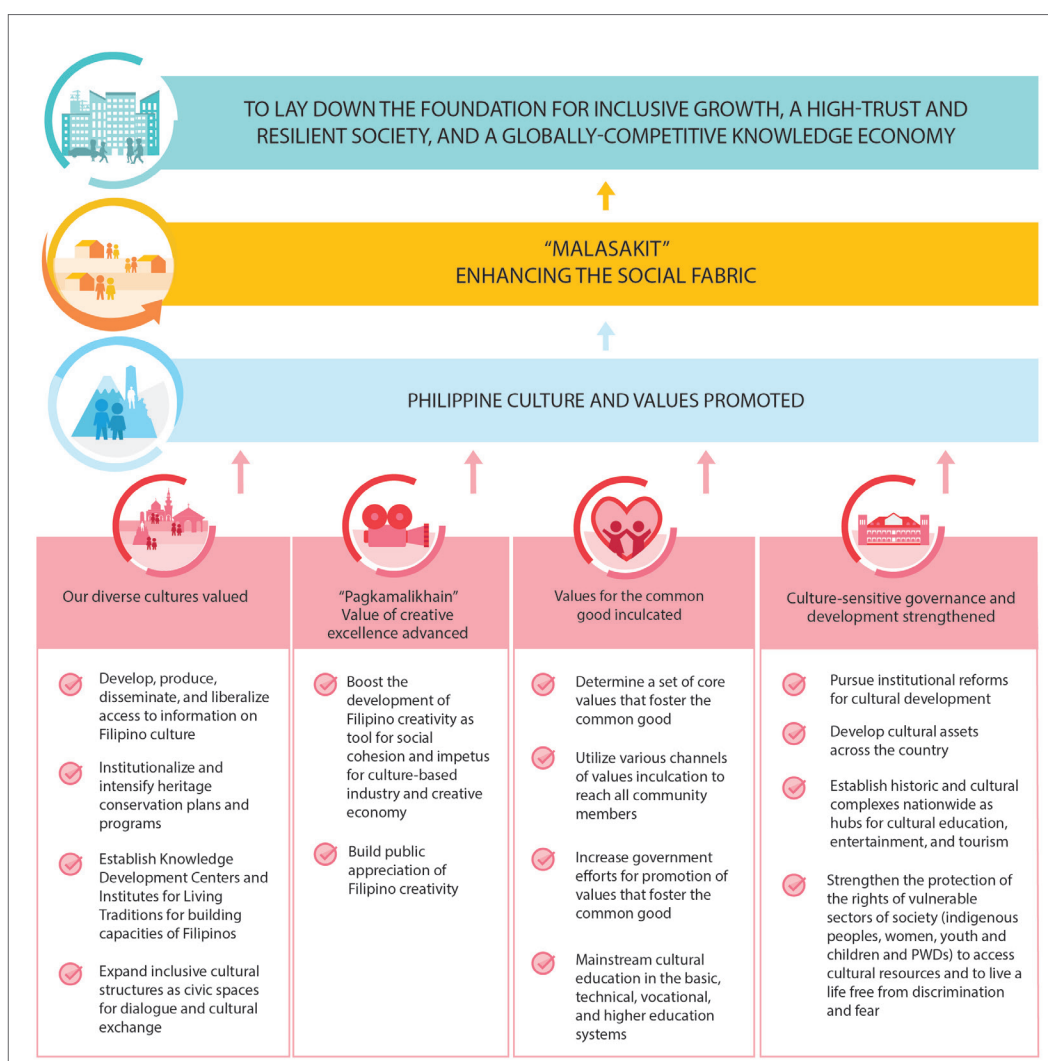 TO LAY DOWN THE FOUNDATION FOR INCLUSIVE GROWTH, A HIGH-TRUST AND
RESILIENT SOCIETY, AND A GLOBALLY-COMPETITIVE KNOWLEDGE ECONOMY
“MALASAKIT”
ENHANCING THE SOCIAL FABRIC
PHILIPPINE CULTURE AND VALUES PROMOTED
Our diverse cultures valued
Develop, produce,
disseminate, and liberalize
access to information on
Filipino culture
Institutionalize and
intensify heritage
conservation plans and
programs
Establish Knowledge
Development Centers and
Institutes for Living
Traditions for building
capacities of Filipinos
Expand inclusive cultural
structures as civic spaces
for dialogue and cultural
exchange
“Pagkamalikhain”
Value of creative
excellence advanced
Boost the
development of
Filipino creativity as
tool for social
cohesion and impetus
for culture-based
industry and creative
economy
Build public
appreciation of
Filipino creativity
Values for the common
good inculcated
Determine a set of core
values that foster the
common good
Utilize various channels
of values inculcation to
reach all community
members
Increase government
efforts for promotion of
values that foster the
common good
Mainstream cultural
education in the basic,
technical, vocational,
and higher education
systems
Culture-sensitive governance and
development strengthened
Pursue institutional reforms
for cultural development
Develop cultural assets
across the country
Establish historic and cultural
complexes nationwide as
hubs for cultural education,
entertainment, and tourism
Strengthen the protection of
the rights of vulnerable
sectors of society (indigenous
peoples, women, youth and
children and PWDs) to access
cultural resources and to live a
life free from discrimination
and fear